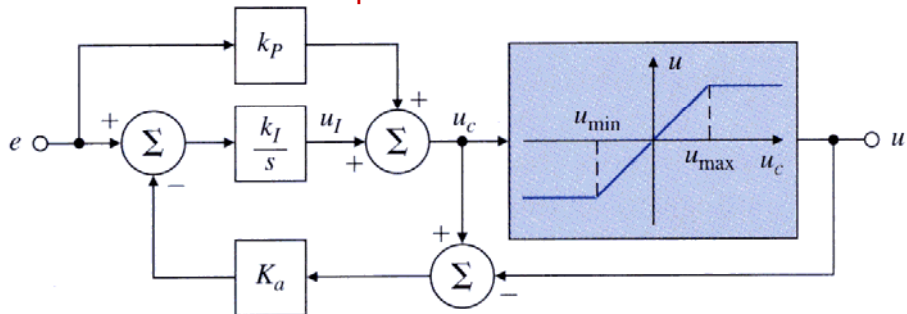 k_P
u
+
+
e
+
Σ
k_I
s
u_I
+
Σ
u_c
u_min
u_max
u_c
u
−
+
K_a
Σ
−